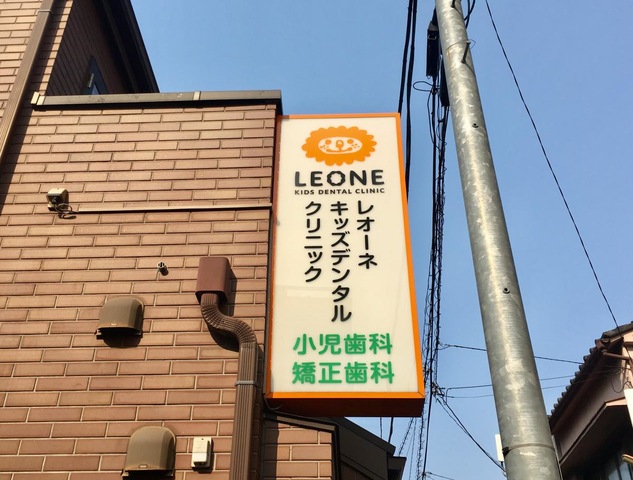 LEONE
KIDS DENTAL CLINIC
レオーネ
キッズデンタル
クリニック
小児歯科
矯正歯科